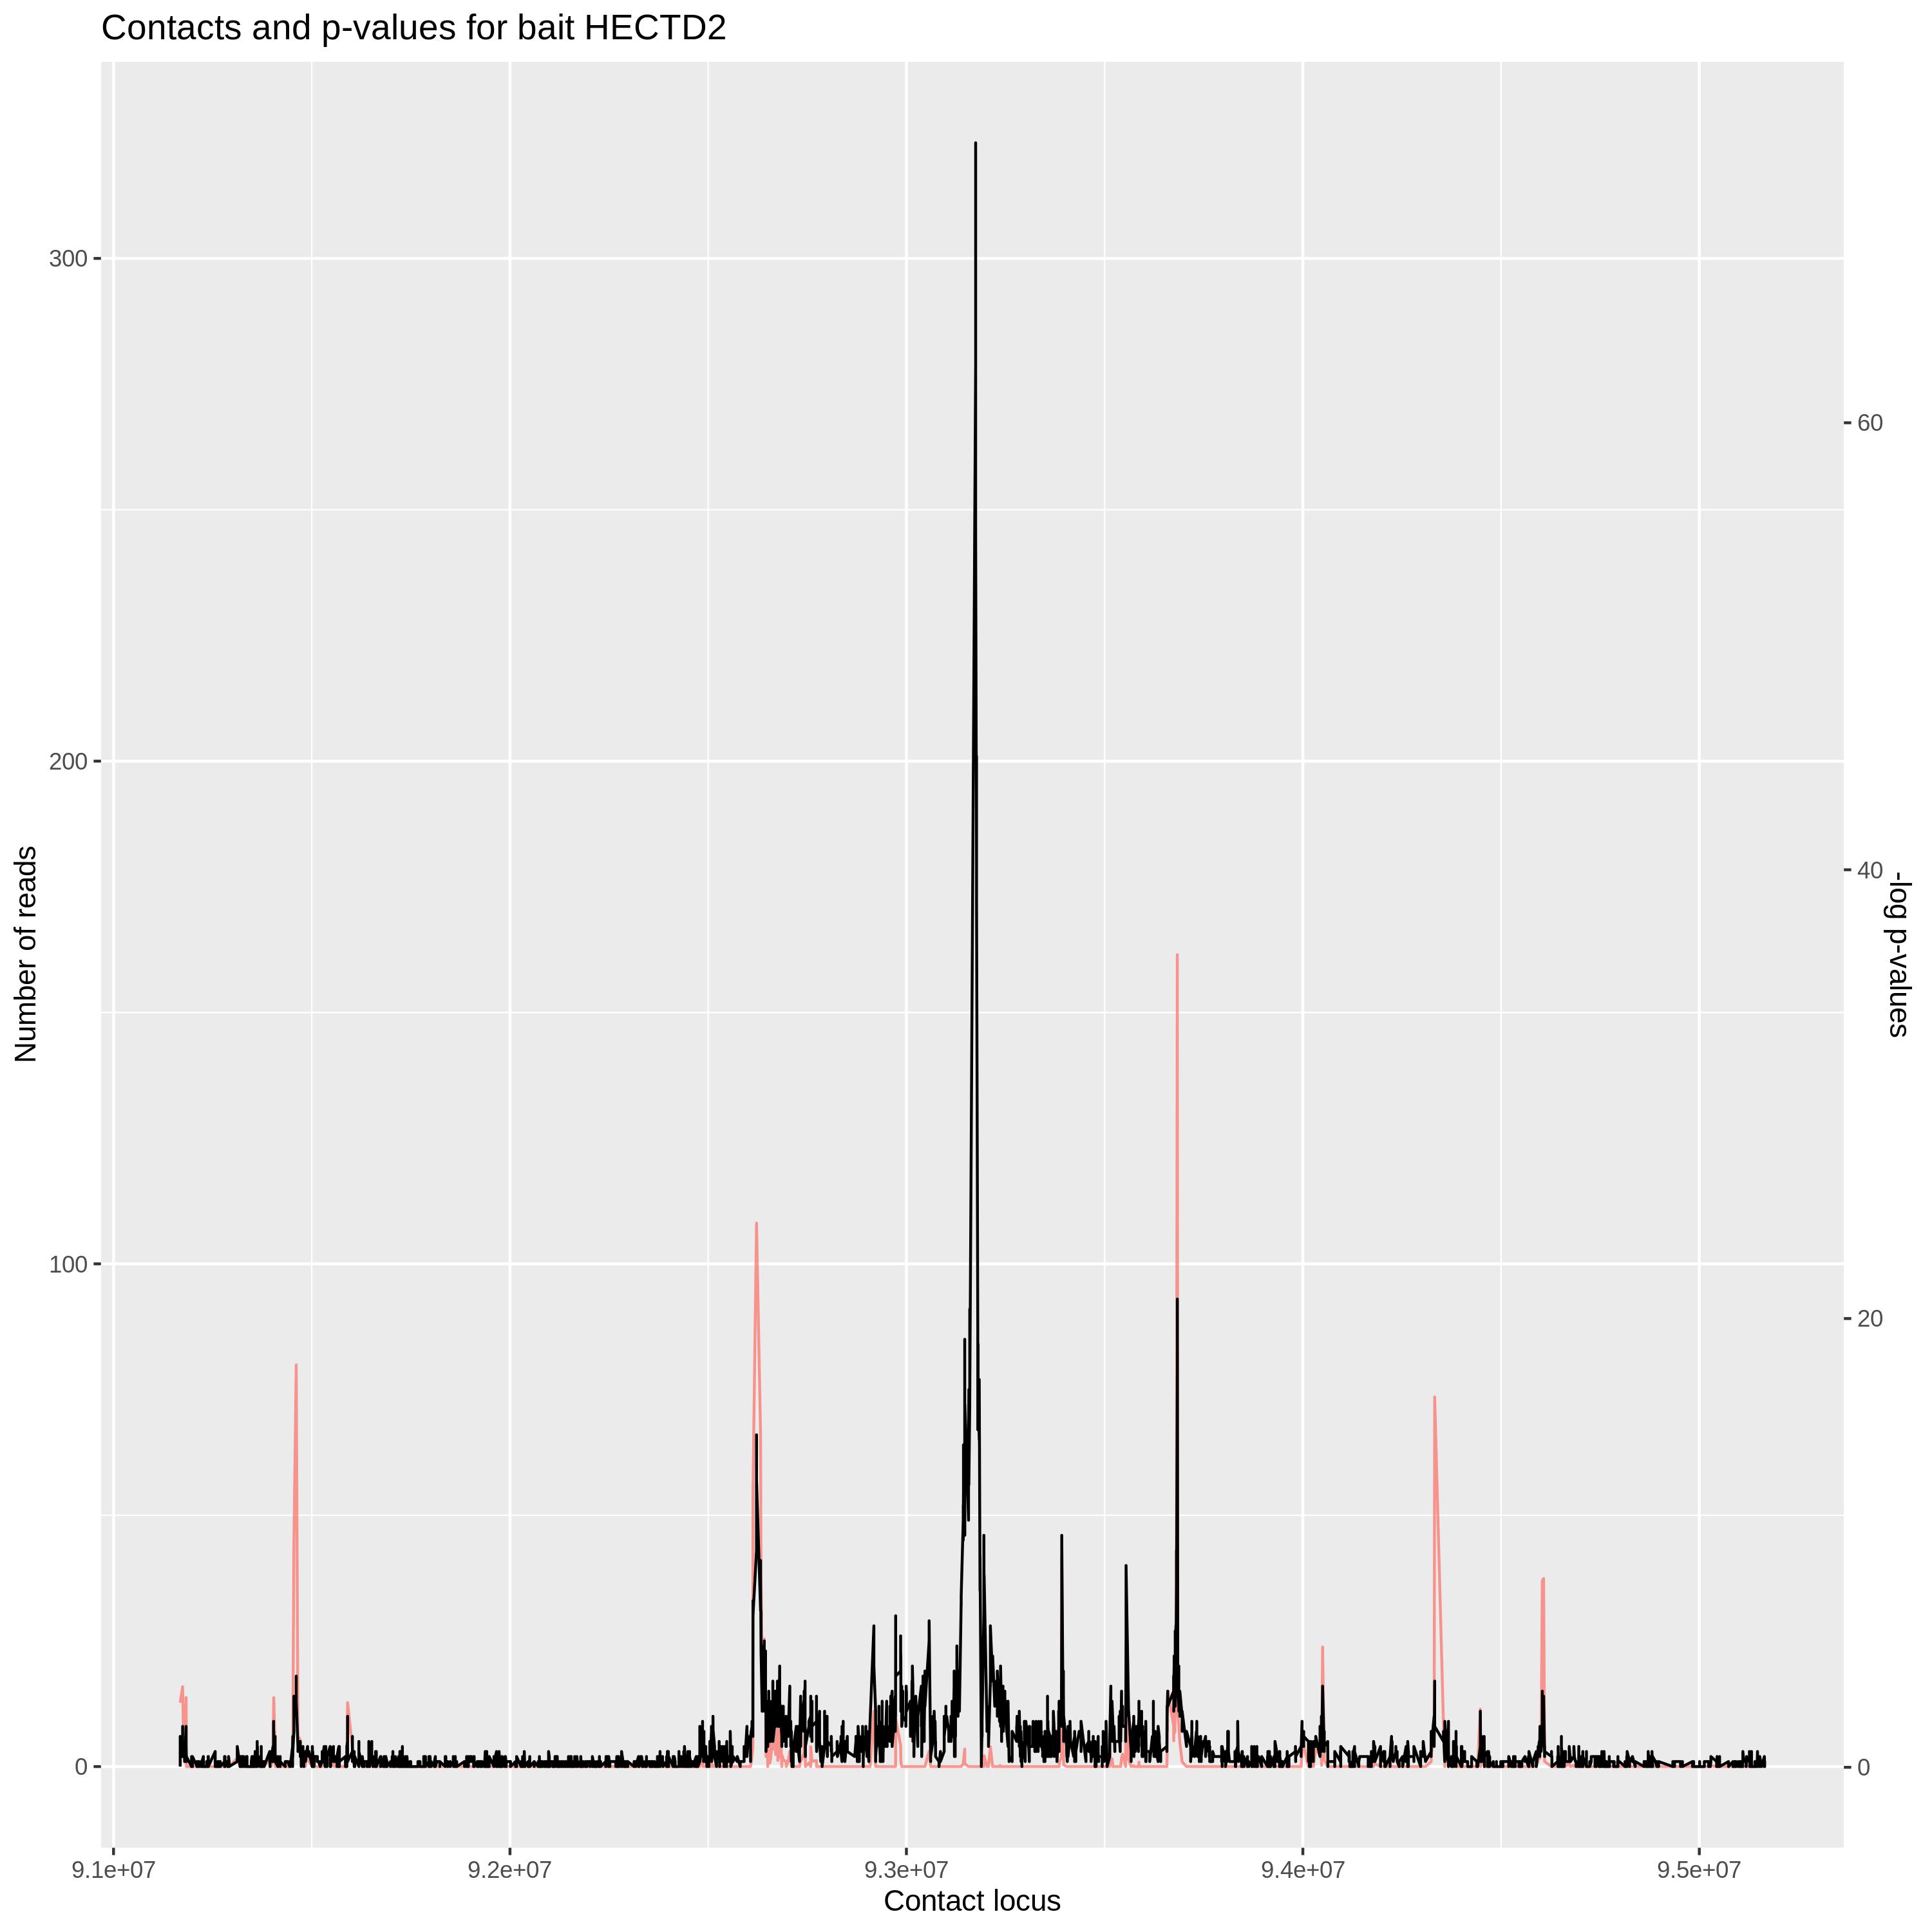 Contacts and p-values for bait HECTD2
300
200
100
0
Number of reads
60
40
20
0
-log p-values
9.1e+07
9.2e+07
9.3e+07
9.4e+07
9.5e+07
Contact locus